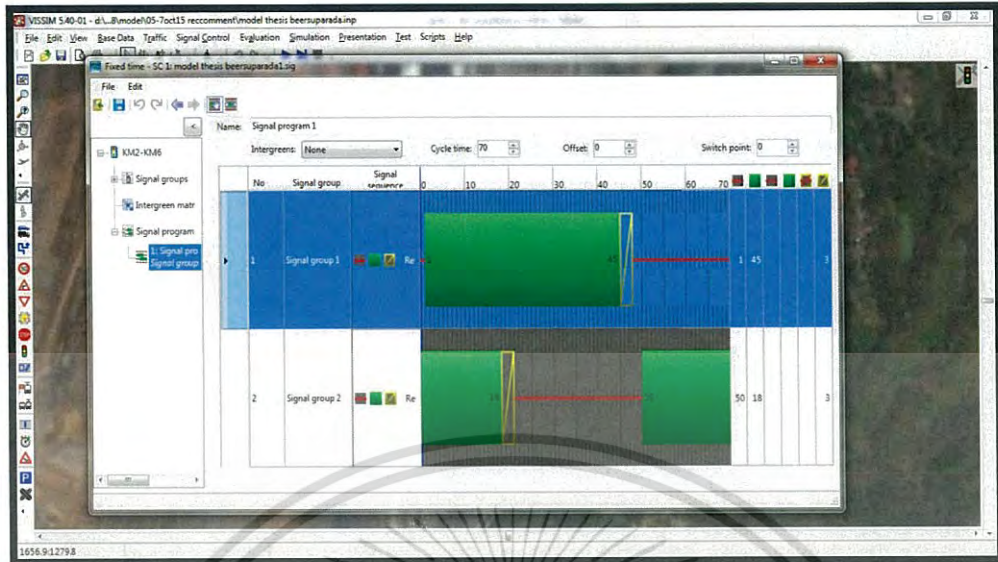 VISSIM 5.40-01 - d:\...8\model\05-7oct15 reccomment\model thesis beersuparada.inp
File Edit View Base Data Traffic Signal Control Evaluation Simulation Presentation Test Scripts Help
Fixed time - SC 1: model thesis beersuparada1.sig
File Edit
Name: Signal program 1
KM2-KM6
Intergreens: None Cycle time: 70 Offset: 0 Switch point: 0
Signal groups
No Signal group Signal sequence 0 10 20 30 40 50 60 70
Intergreen matr
Signal program
1: Signal pro
Signal group
1 Signal group 1 Re 45 1 45 3
2 Signal group 2 Re 50 18 3
1656.9:1279.8